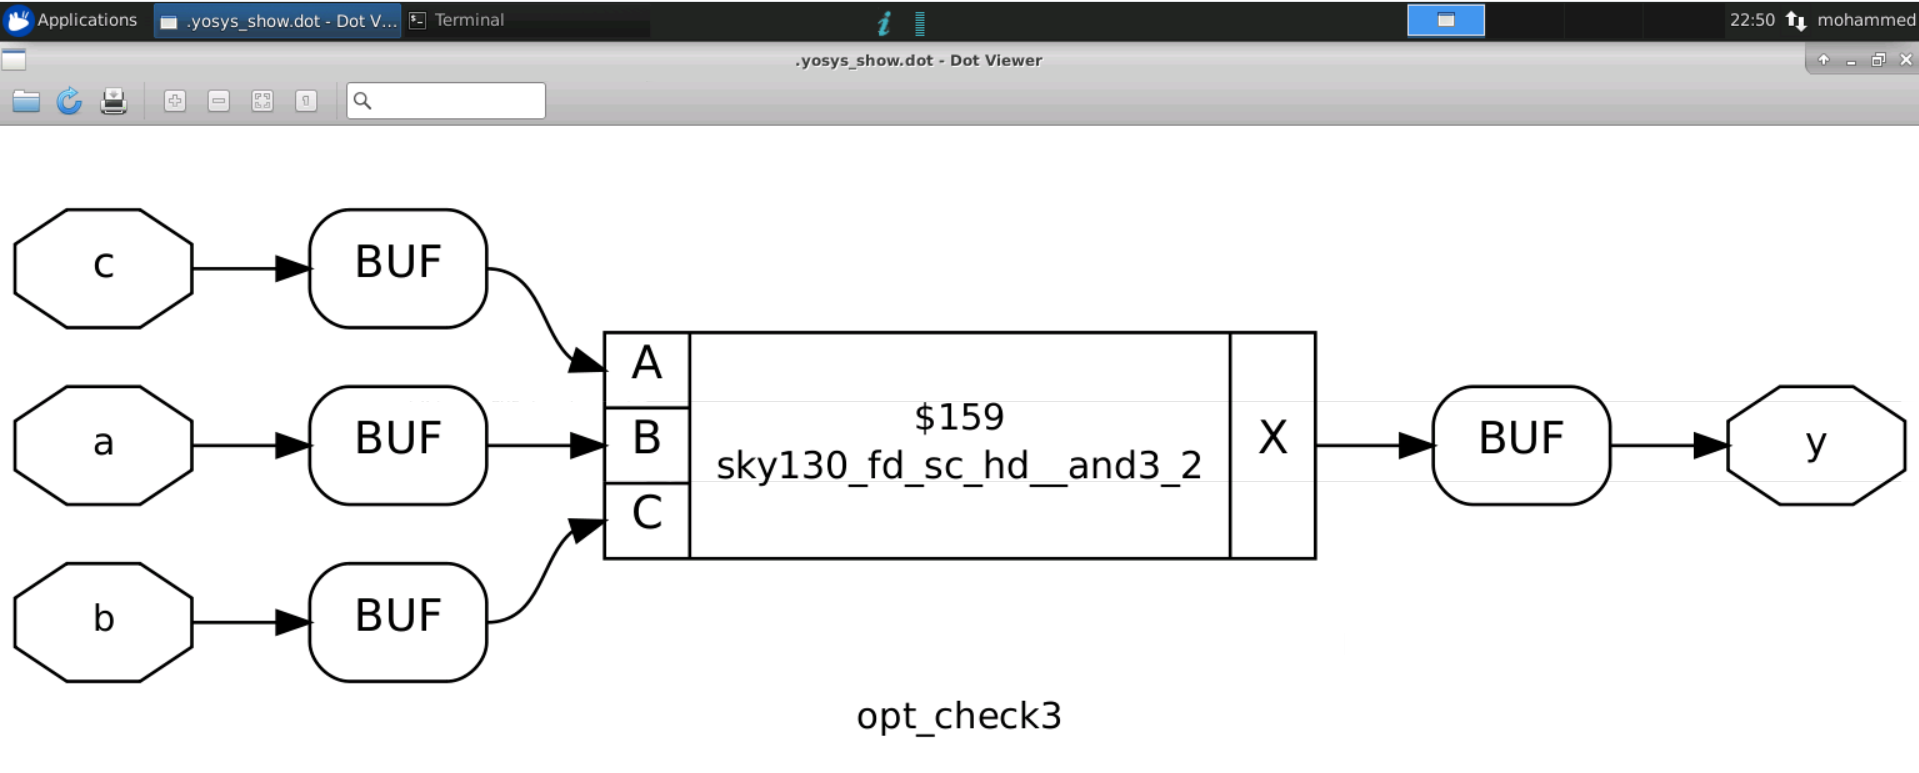 Applications .yosys_show.dot - Dot V... Terminal 22:50 mohammed
.yosys_show.dot - Dot Viewer
c BUF
A
a BUF B $159 X BUF y
sky130_fd_sc_hd__and3_2
C
b BUF
opt_check3